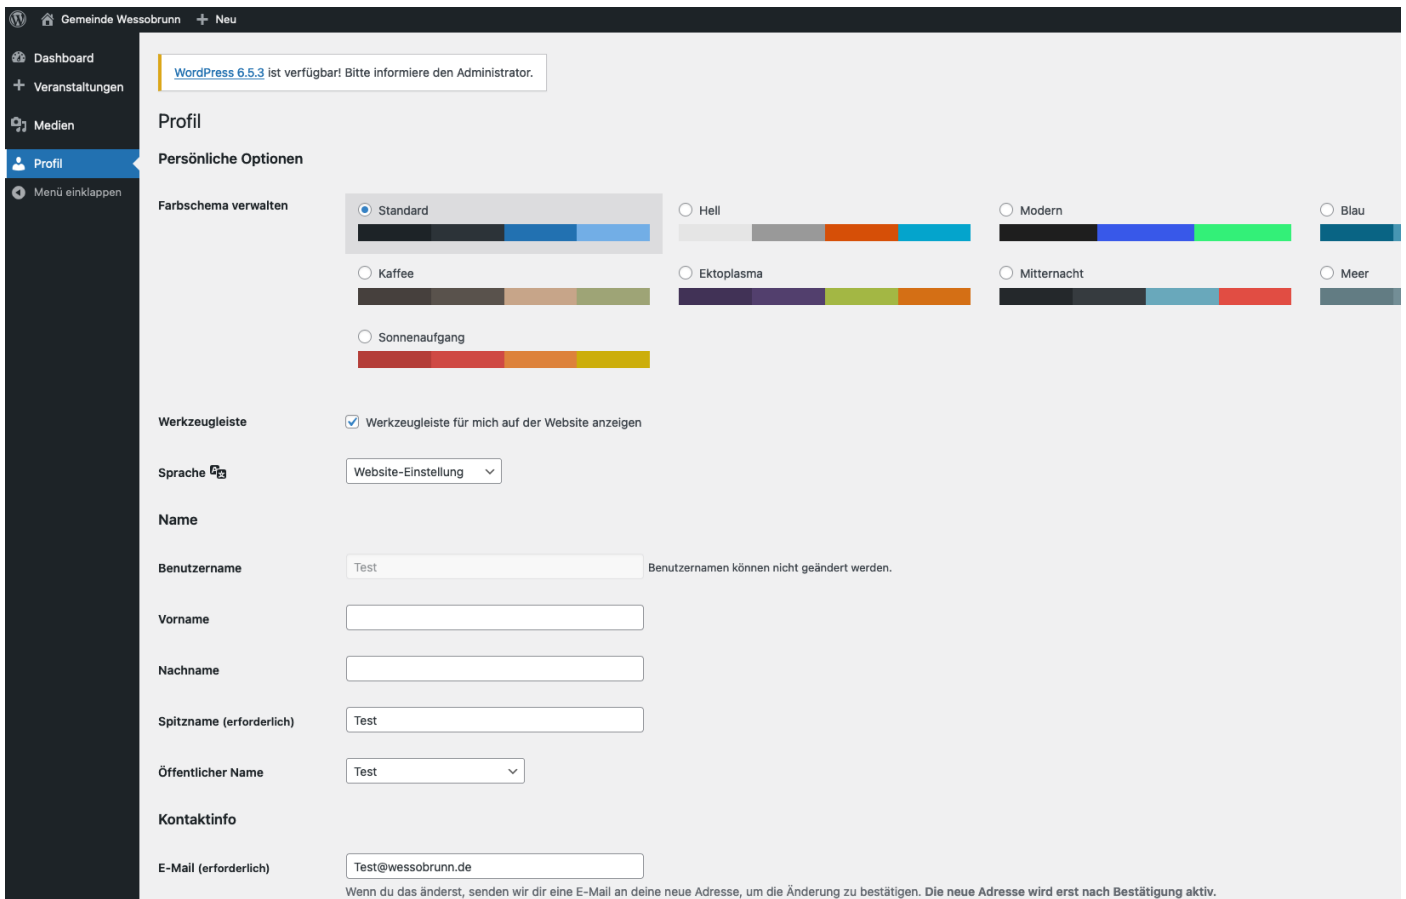 Gemeinde Wessobrunn + Neu
Dashboard
Veranstaltungen
Medien
Profil
Menü einklappen
WordPress 6.5.3 ist verfügbar! Bitte informiere den Administrator.
Profil
Persönliche Optionen
Farbschema verwalten
Standard
Hell
Modern
Blau
Kaffee
Ektoplasma
Mitternacht
Meer
Sonnenaufgang
Werkzeugleiste
Werkzeugleiste für mich auf der Website anzeigen
Sprache
Website-Einstellung
Name
Benutzername
Test
Benutzernamen können nicht geändert werden.
Vorname
Nachname
Spitzname (erforderlich)
Test
Öffentlicher Name
Test
Kontaktinfo
E-Mail (erforderlich)
Test@wessobrunn.de
Wenn du das änderst, senden wir dir eine E-Mail an deine neue Adresse, um die Änderung zu bestätigen. Die neue Adresse wird erst nach Bestätigung aktiv.